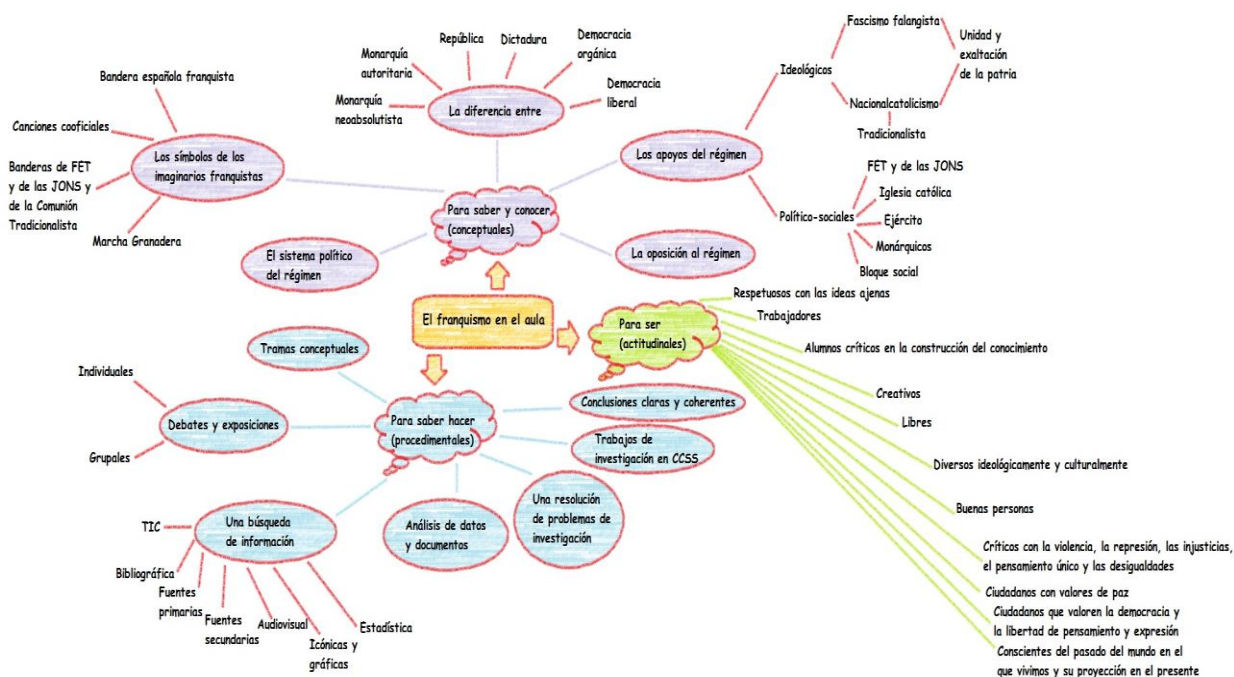 Fascismo falangista
Unidad y
exaltación
de la patria
Ideológicos
Nacionalcatolicismo
Tradicionalista
Los apoyos del régimen
FET y de las JONS
Iglesia católica
Político-sociales
Ejército
Monárquicos
Bloque social
República
Dictadura
Democracia
orgánica
Monarquía
autoritaria
Democracia
liberal
Monarquía
neoabsolutista
La diferencia entre
Bandera española franquista
Canciones cooficiales
Los símbolos de los
imaginarios franquistas
Banderas de FET
y de las JONS y
de la Comunión
Tradicionalista
Marcha Granadera
Para saber y conocer
(conceptuales)
El sistema político
del régimen
La oposición al régimen
El franquismo en el aula
Para ser
(actitudinales)
Respetuosos con las ideas ajenas
Trabajadores
Alumnos críticos en la construcción del conocimiento
Creativos
Libres
Diversos ideológicamente y culturalmente
Buenas personas
Críticos con la violencia, la represión, las injusticias,
el pensamiento único y las desigualdades
Ciudadanos con valores de paz
Ciudadanos que valoren la democracia y
la libertad de pensamiento y expresión
Conscientes del pasado del mundo en el
que vivimos y su proyección en el presente
Tramas conceptuales
Individuales
Debates y exposiciones
Grupales
Para saber hacer
(procedimentales)
Conclusiones claras y coherentes
Trabajos de
investigación en CCSS
Una resolución
de problemas de
investigación
Análisis de datos
y documentos
Una búsqueda
de información
TIC
Bibliográfica
Fuentes
primarias
Fuentes
secundarias
Audiovisual
Icónicas y
gráficas
Estadística